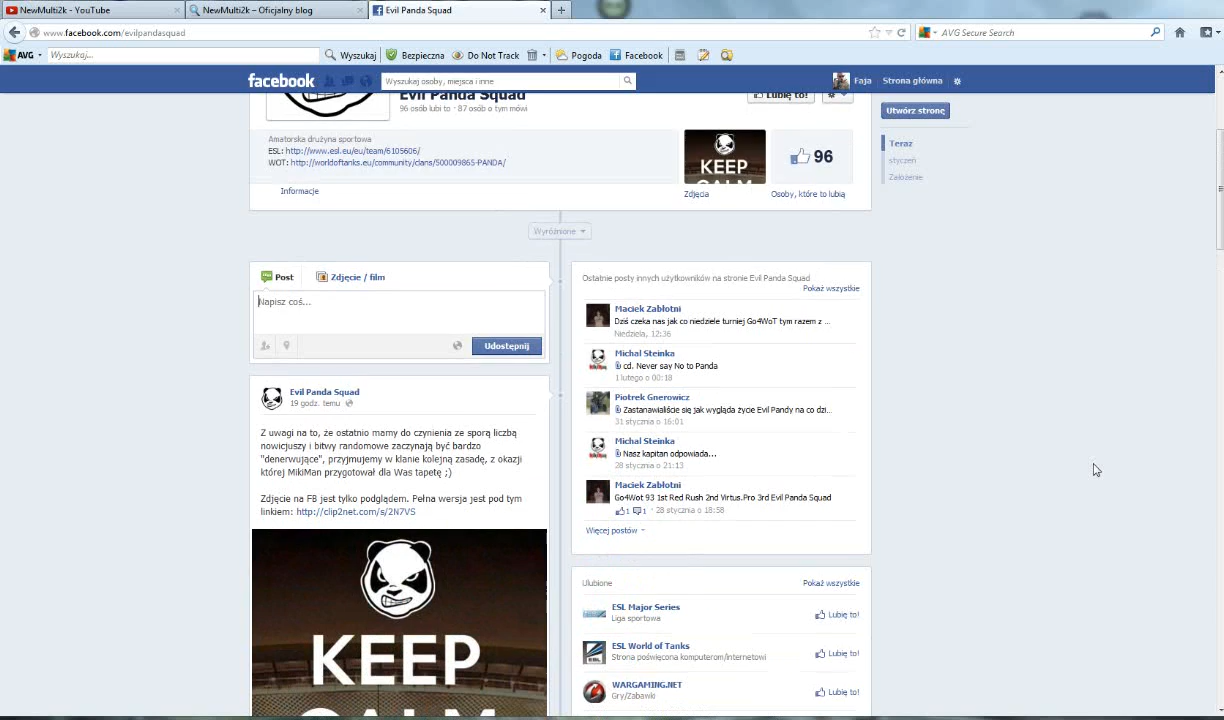 NewMulti2k - YouTube
NewMulti2k – Oficjalny blog
Evil Panda Squad
www.facebook.com/evilpandasquad
AVG Secure Search
AVG
Wyszukaj...
Wyszukaj
Bezpieczna
Do Not Track
Pogoda
Facebook
facebook
Wyszukaj osoby, miejsca i inne
Faja
Strona główna
Evil Panda Squad
96 osób lubi to · 87 osób o tym mówi
Lubię to!
Utwórz stronę
Amatorska drużyna sportowa
ESL: http://www.esl.eu/eu/team/6105606/
WOT: http://worldoftanks.eu/community/clans/500009865-PANDA/
KEEP
CALM
96
Informacje
Zdjęcia
Osoby, które to lubią
Teraz
styczeń
Założenie
Wyróżnione
Post
Zdjęcie / film
Napisz coś...
Udostępnij
Evil Panda Squad
19 godz. temu
Z uwagi na to, że ostatnio mamy do czynienia ze sporą liczbą
nowicjuszy i bitwy randomowe zaczynają być bardzo
"denerwujące", przyjmujemy w klanie kolejną zasadę, z okazji
której MikiMan przygotował dla Was tapetę ;)
Zdjęcie na FB jest tylko podglądem. Pełna wersja jest pod tym
linkiem: http://clip2net.com/s/2N7VS
KEEP
CALM
Ostatnie posty innych użytkowników na stronie Evil Panda Squad
Pokaż wszystkie
Maciek Zabłotni
Dziś czeka nas jak co niedziele turniej Go4WoT tym razem z ...
Niedziela, 12:36
Michal Steinka
cd. Never say No to Panda
1 lutego o 00:18
Piotrek Gnerowicz
Zastanawialiście się jak wygląda życie Evil Pandy na co dzi...
31 stycznia o 16:01
Michal Steinka
Nasz kapitan odpowiada...
28 stycznia o 21:13
Maciek Zabłotni
Go4Wot 93 1st Red Rush 2nd Virtus.Pro 3rd Evil Panda Squad
1 1 · 28 stycznia o 18:58
Więcej postów
Ulubione
Pokaż wszystkie
ESL Major Series
Liga sportowa
Lubię to!
ESL World of Tanks
Strona poświęcona komputerom/internetowi
Lubię to!
WARGAMING.NET
Gry/Zabawki
Lubię to!